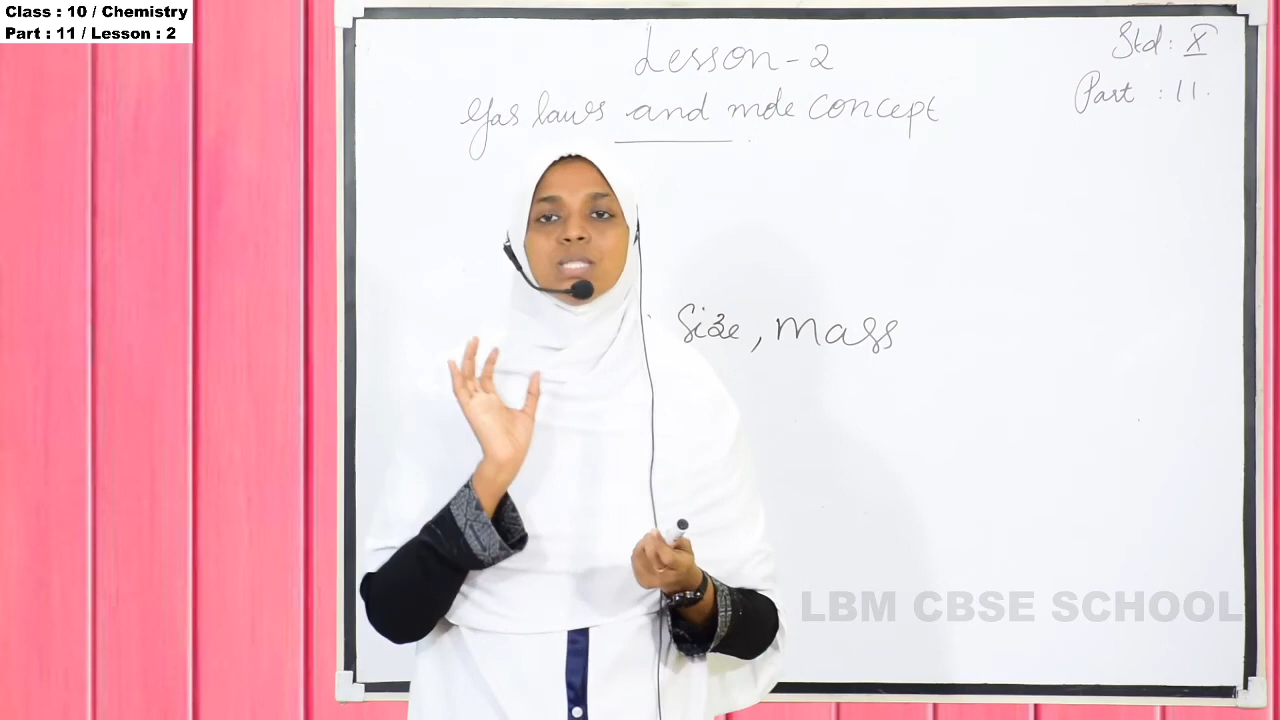 Class : 10 / Chemistry
Part : 11 / Lesson : 2
Lesson - 2
Std : X
Gas laws and mole concept
Part : 11.
Size, Mass
LBM CBSE SCHOOL